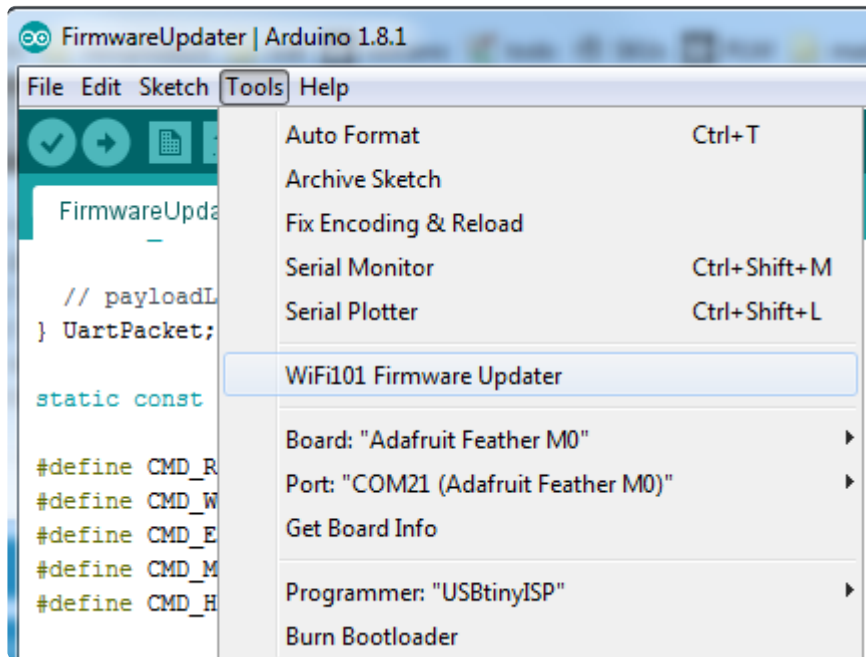 FirmwareUpdater | Arduino 1.8.1
File Edit Sketch Tools Help
Auto Format Ctrl+T
Archive Sketch
FirmwareUpda
Fix Encoding & Reload
Serial Monitor Ctrl+Shift+M
// payloadL
Serial Plotter Ctrl+Shift+L
} UartPacket;
WiFi101 Firmware Updater
static const
Board: "Adafruit Feather M0"
#define CMD_R
Port: "COM21 (Adafruit Feather M0)"
#define CMD_W
Get Board Info
#define CMD_E
#define CMD_M
Programmer: "USBtinyISP"
#define CMD_H
Burn Bootloader